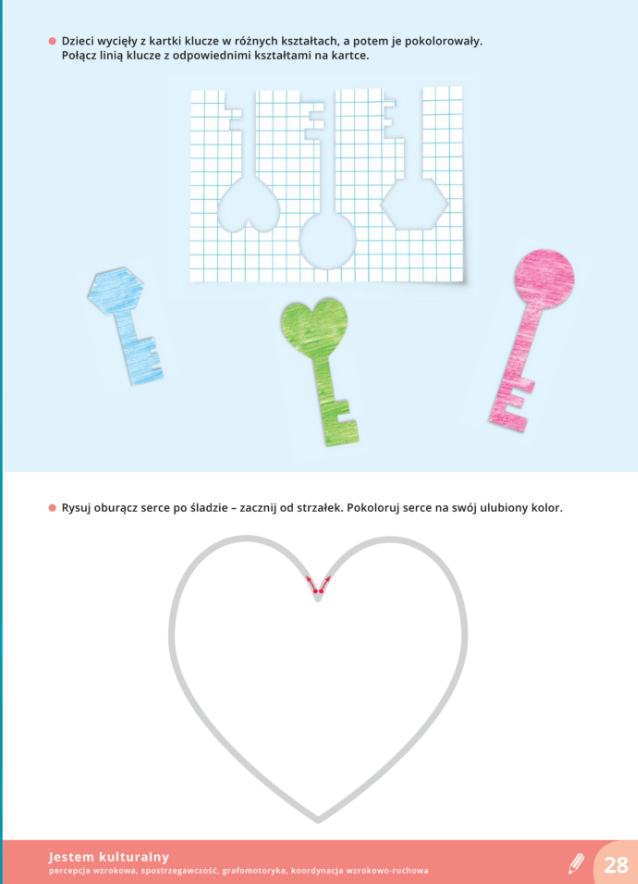 Dzieci wycięły z kartki klucze w różnych kształtach, a potem je pokolorowały.
Połącz linią klucze z odpowiednimi kształtami na kartce.
Rysuj oburącz serce po śladzie – zacznij od strzałek. Pokoloruj serce na swój ulubiony kolor.
Jestem kulturalny
percepcja wzrokowa, spostrzegawczość, grafomotoryka, koordynacja wzrokowo-ruchowa
28